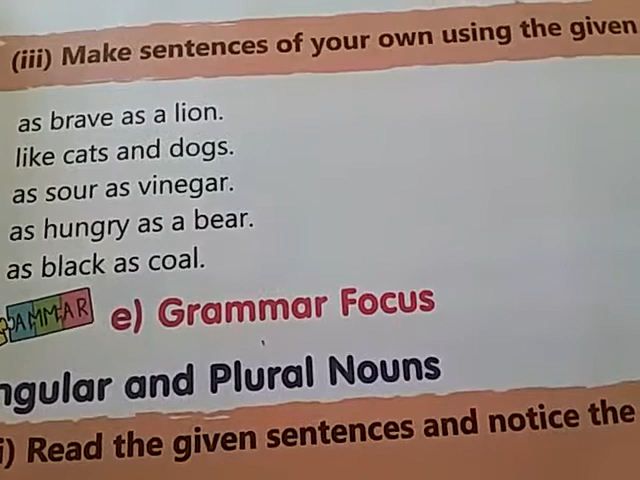 (iii) Make sentences of your own using the given
as brave as a lion.
like cats and dogs.
as sour as vinegar.
as hungry as a bear.
as black as coal.
GRAMMAR e) Grammar Focus
ngular and Plural Nouns
i) Read the given sentences and notice the